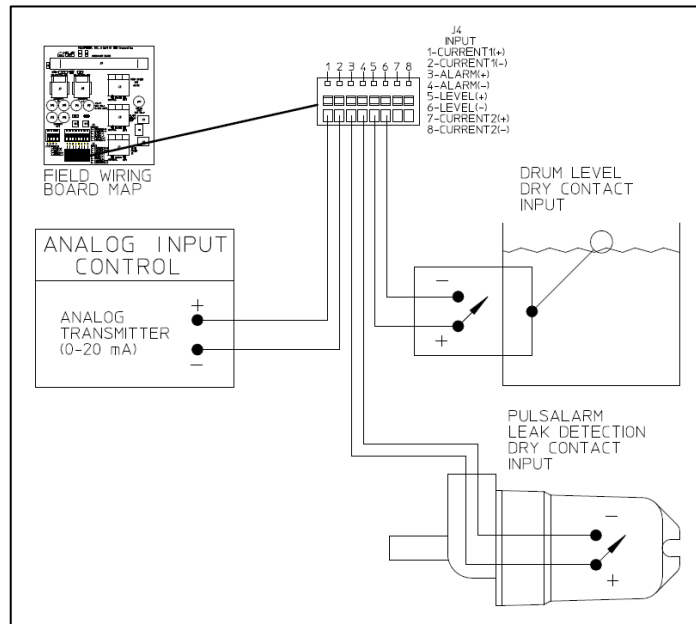 J4
INPUT
1-CURRENT1(+)
2-CURRENT1(-)
3-ALARM(+)
4-ALARM(-)
5-LEVEL(+)
6-LEVEL(-)
7-CURRENT2(+)
8-CURRENT2(-)
1 2 3 4 5 6 7 8
FIELD WIRING
BOARD MAP
DRUM LEVEL
DRY CONTACT
INPUT
ANALOG INPUT
CONTROL
ANALOG
TRANSMITTER
(0-20 mA)
+
−
−
+
PULSALARM
LEAK DETECTION
DRY CONTACT
INPUT
−
+